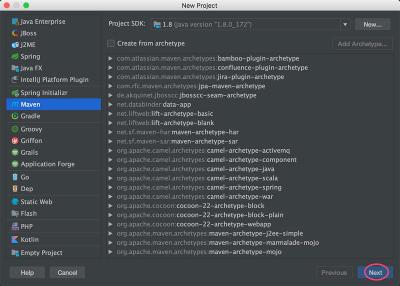 New Project
Java Enterprise
JBoss
J2ME
Spring
Java FX
IntelliJ Platform Plugin
Spring Initializr
Maven
Gradle
Groovy
Griffon
Grails
Application Forge
Go
Dep
Static Web
Flash
PHP
Kotlin
Empty Project
Project SDK: 1.8 (java version "1.8.0_172") New...
Create from archetype Add Archetype...
com.atlassian.maven.archetypes:bamboo-plugin-archetype
com.atlassian.maven.archetypes:confluence-plugin-archetype
com.atlassian.maven.archetypes:jira-plugin-archetype
com.rfc.maven.archetypes:jpa-maven-archetype
de.akquinet.jbosscc:jbosscc-seam-archetype
net.databinder:data-app
net.liftweb:lift-archetype-basic
net.liftweb:lift-archetype-blank
net.sf.maven-har:maven-archetype-har
net.sf.maven-sar:maven-archetype-sar
org.apache.camel.archetypes:camel-archetype-activemq
org.apache.camel.archetypes:camel-archetype-component
org.apache.camel.archetypes:camel-archetype-java
org.apache.camel.archetypes:camel-archetype-scala
org.apache.camel.archetypes:camel-archetype-spring
org.apache.camel.archetypes:camel-archetype-war
org.apache.cocoon:cocoon-22-archetype-block
org.apache.cocoon:cocoon-22-archetype-block-plain
org.apache.cocoon:cocoon-22-archetype-webapp
org.apache.maven.archetypes:maven-archetype-j2ee-simple
org.apache.maven.archetypes:maven-archetype-marmalade-mojo
org.apache.maven.archetypes:maven-archetype-mojo
Help Cancel Previous Next